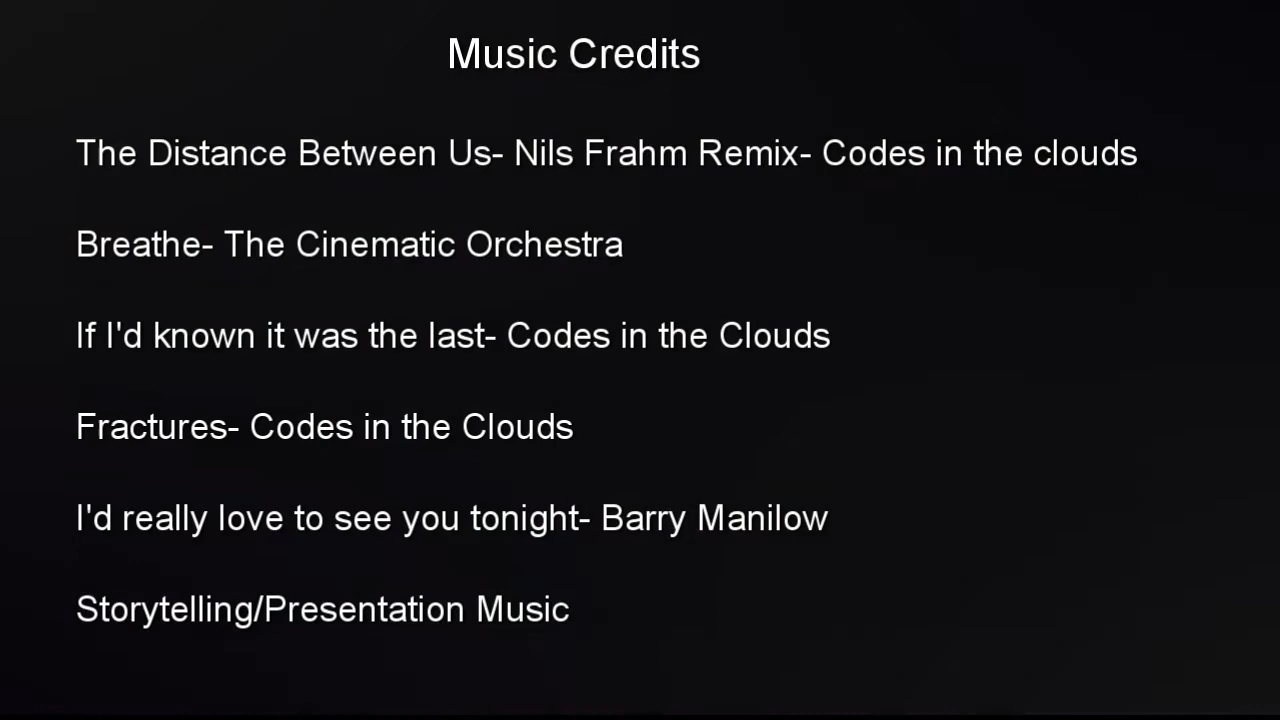 Music Credits
The Distance Between Us- Nils Frahm Remix- Codes in the clouds
Breathe- The Cinematic Orchestra
If I'd known it was the last- Codes in the Clouds
Fractures- Codes in the Clouds
I'd really love to see you tonight- Barry Manilow
Storytelling/Presentation Music